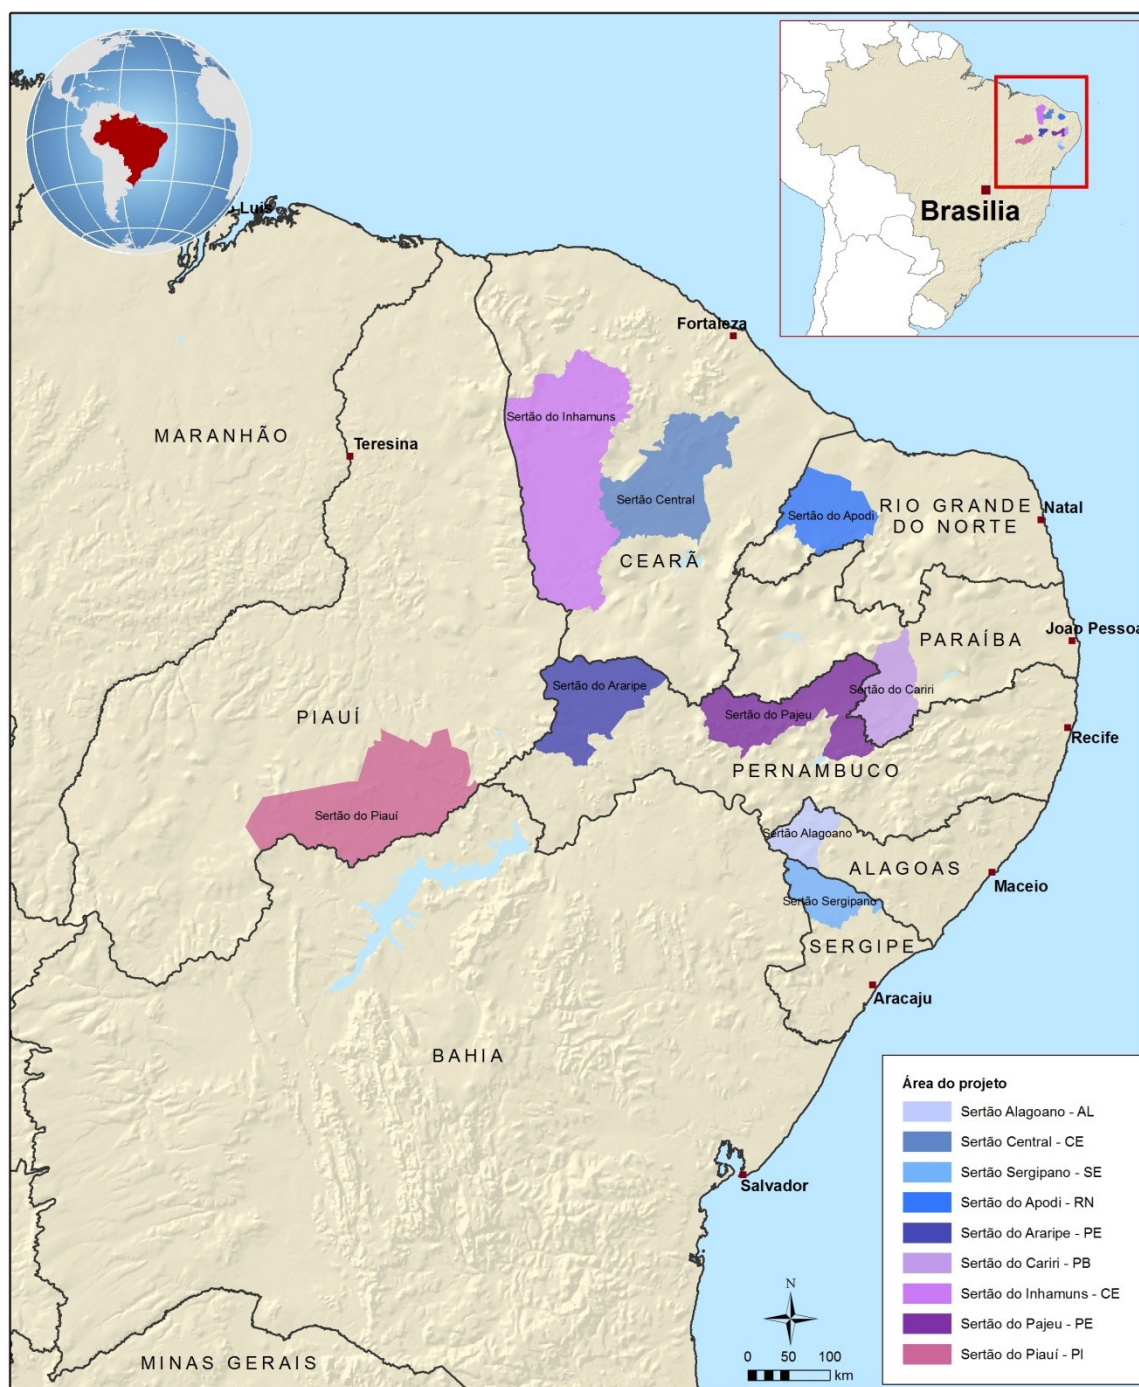 Brasilia
Luis
Fortaleza
Sertão do Inhamuns
MARANHÃO
Teresina
Sertão Central
Sertão do Apodi
RIO GRANDE
DO NORTE
Natal
CEARÃ
PARAÍBA
Joao Pessoa
Sertão do Araripe
Sertão do Cariri
PIAUÍ
Sertão do Pajeu
Recife
PERNAMBUCO
Sertão do Piauí
Sertão Alagoano
ALAGOAS
Maceio
Sertão Sergipano
SERGIPE
Aracaju
BAHIA
Salvador
MINAS GERAIS
N
0 50 100
km
Área do projeto
Sertão Alagoano - AL
Sertão Central - CE
Sertão Sergipano - SE
Sertão do Apodi - RN
Sertão do Araripe - PE
Sertão do Cariri - PB
Sertão do Inhamuns - CE
Sertão do Pajeu - PE
Sertão do Piauí - PI